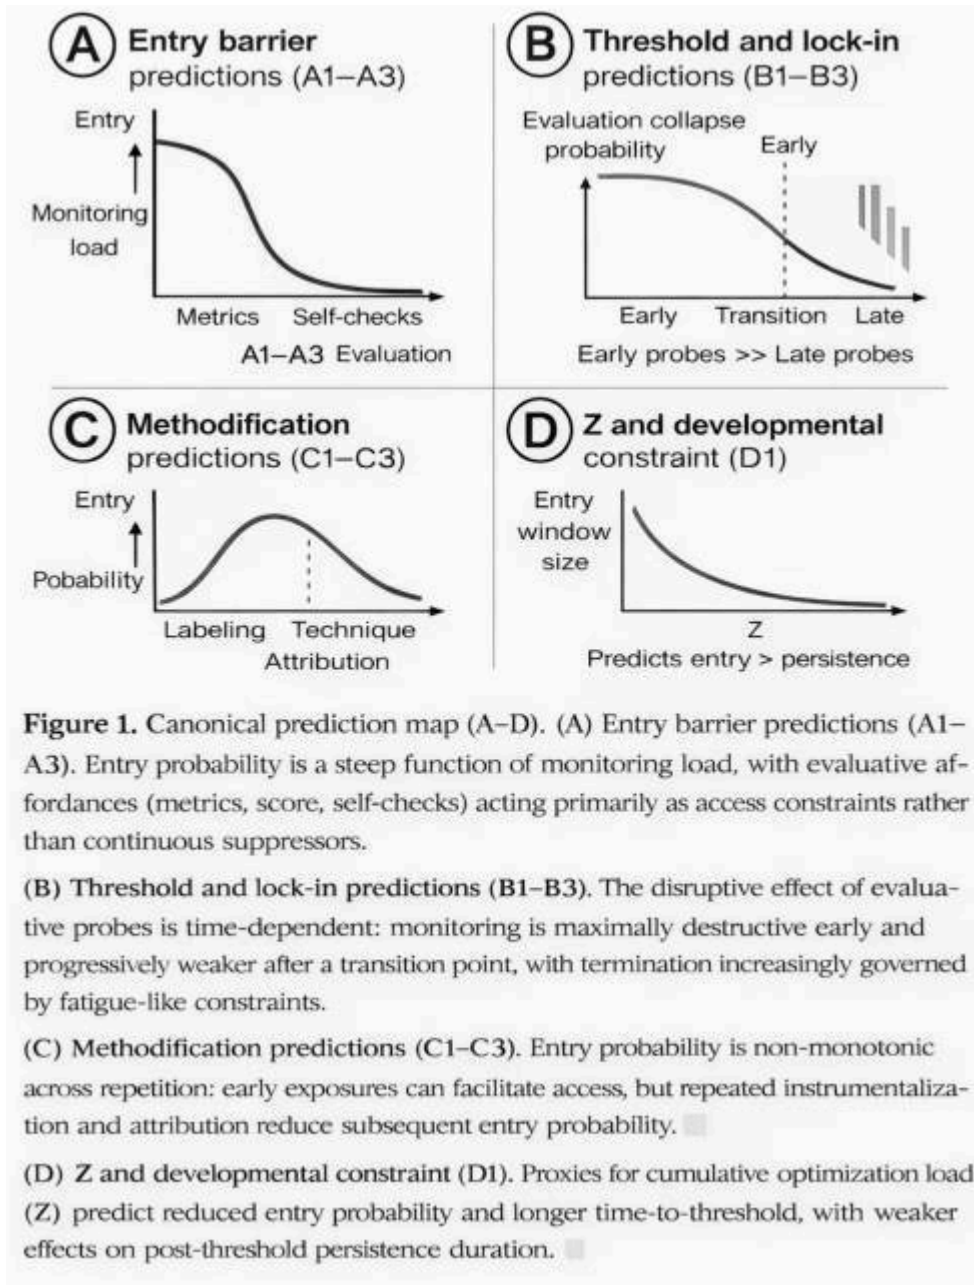 A Entry barrier
predictions (A1–A3)
Entry
Monitoring
load
Metrics Self-checks
A1–A3 Evaluation
B Threshold and lock-in
predictions (B1–B3)
Evaluation collapse
probability
Early
Early Transition Late
Early probes >> Late probes
C Methodification
predictions (C1–C3)
Entry
Pobability
Labeling Technique
Attribution
D Z and developmental
constraint (D1)
Entry
window
size
Z
Predicts entry > persistence
Figure 1. Canonical prediction map (A–D). (A) Entry barrier predictions (A1–
A3). Entry probability is a steep function of monitoring load, with evaluative af-
fordances (metrics, score, self-checks) acting primarily as access constraints rather
than continuous suppressors.
(B) Threshold and lock-in predictions (B1–B3). The disruptive effect of evalua-
tive probes is time-dependent: monitoring is maximally destructive early and
progressively weaker after a transition point, with termination increasingly governed
by fatigue-like constraints.
(C) Methodification predictions (C1–C3). Entry probability is non-monotonic
across repetition: early exposures can facilitate access, but repeated instrumentaliza-
tion and attribution reduce subsequent entry probability.
(D) Z and developmental constraint (D1). Proxies for cumulative optimization load
(Z) predict reduced entry probability and longer time-to-threshold, with weaker
effects on post-threshold persistence duration.